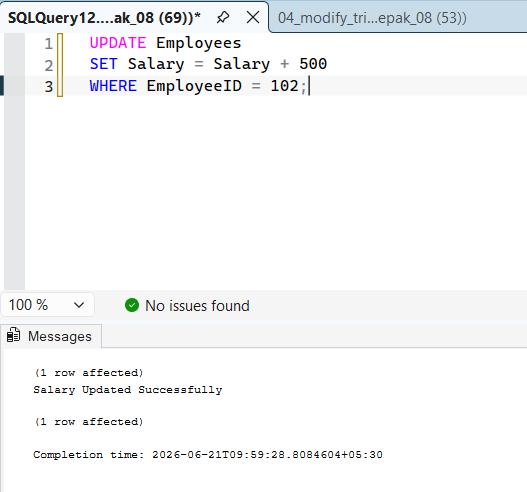 SQLQuery12....ak_08 (69))*
04_modify_tri...epak_08 (53))
1 UPDATE Employees
2 SET Salary = Salary + 500
3 WHERE EmployeeID = 102;
100 %
No issues found
Messages
(1 row affected)
Salary Updated Successfully
(1 row affected)
Completion time: 2026-06-21T09:59:28.8084604+05:30